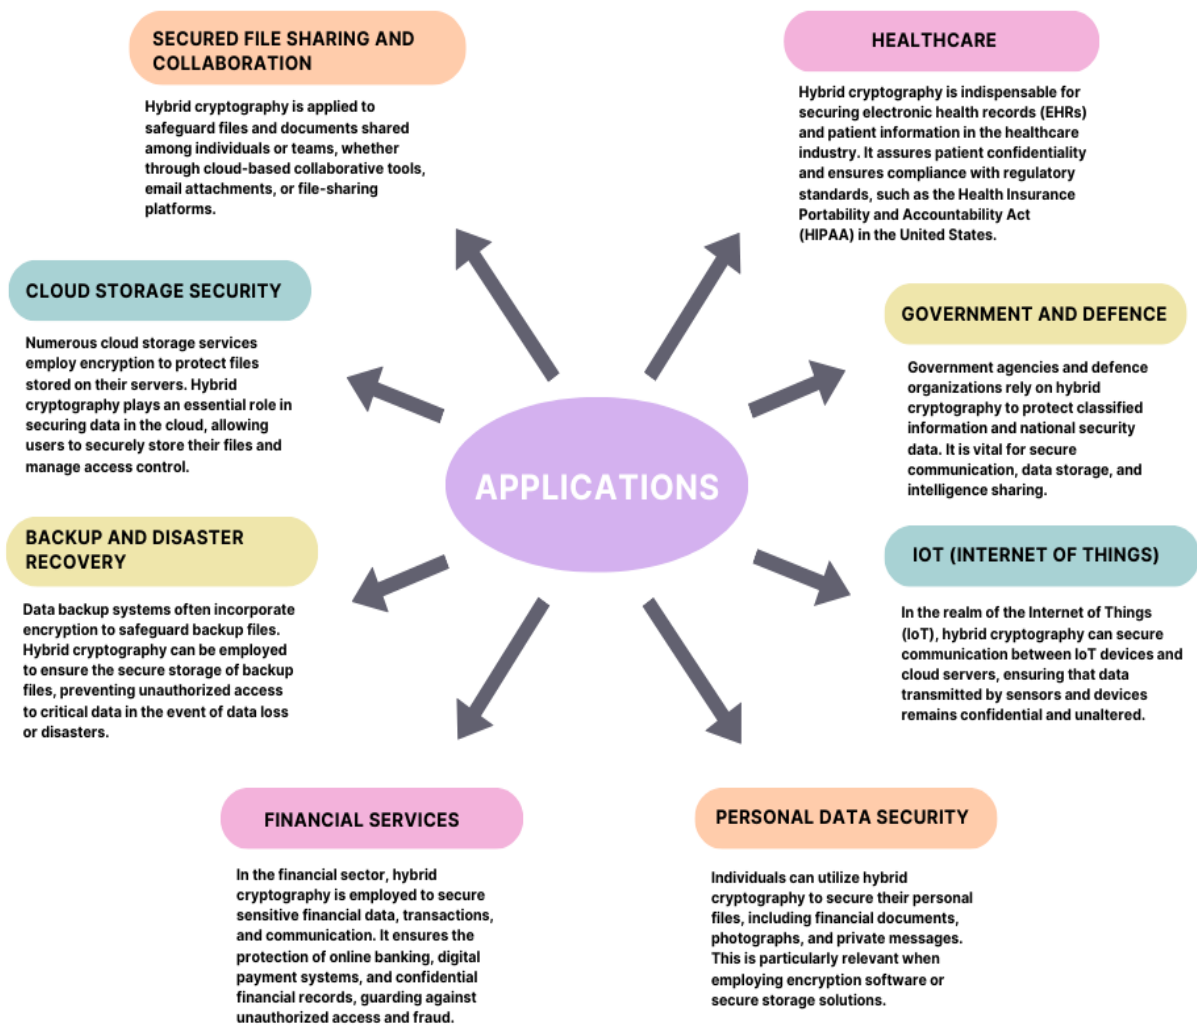 SECURED FILE SHARING AND
COLLABORATION
Hybrid cryptography is applied to
safeguard files and documents shared
among individuals or teams, whether
through cloud-based collaborative tools,
email attachments, or file-sharing
platforms.
HEALTHCARE
Hybrid cryptography is indispensable for
securing electronic health records (EHRs)
and patient information in the healthcare
industry. It assures patient confidentiality
and ensures compliance with regulatory
standards, such as the Health Insurance
Portability and Accountability Act
(HIPAA) in the United States.
CLOUD STORAGE SECURITY
Numerous cloud storage services
employ encryption to protect files
stored on their servers. Hybrid
cryptography plays an essential role in
securing data in the cloud, allowing
users to securely store their files and
manage access control.
GOVERNMENT AND DEFENCE
Government agencies and defence
organizations rely on hybrid
cryptography to protect classified
information and national security
data. It is vital for secure
communication, data storage, and
intelligence sharing.
APPLICATIONS
BACKUP AND DISASTER
RECOVERY
Data backup systems often incorporate
encryption to safeguard backup files.
Hybrid cryptography can be employed
to ensure the secure storage of backup
files, preventing unauthorized access
to critical data in the event of data loss
or disasters.
IOT (INTERNET OF THINGS)
In the realm of the Internet of Things
(IoT), hybrid cryptography can secure
communication between IoT devices and
cloud servers, ensuring that data
transmitted by sensors and devices
remains confidential and unaltered.
FINANCIAL SERVICES
In the financial sector, hybrid
cryptography is employed to secure
sensitive financial data, transactions,
and communication. It ensures the
protection of online banking, digital
payment systems, and confidential
financial records, guarding against
unauthorized access and fraud.
PERSONAL DATA SECURITY
Individuals can utilize hybrid
cryptography to secure their personal
files, including financial documents,
photographs, and private messages.
This is particularly relevant when
employing encryption software or
secure storage solutions.